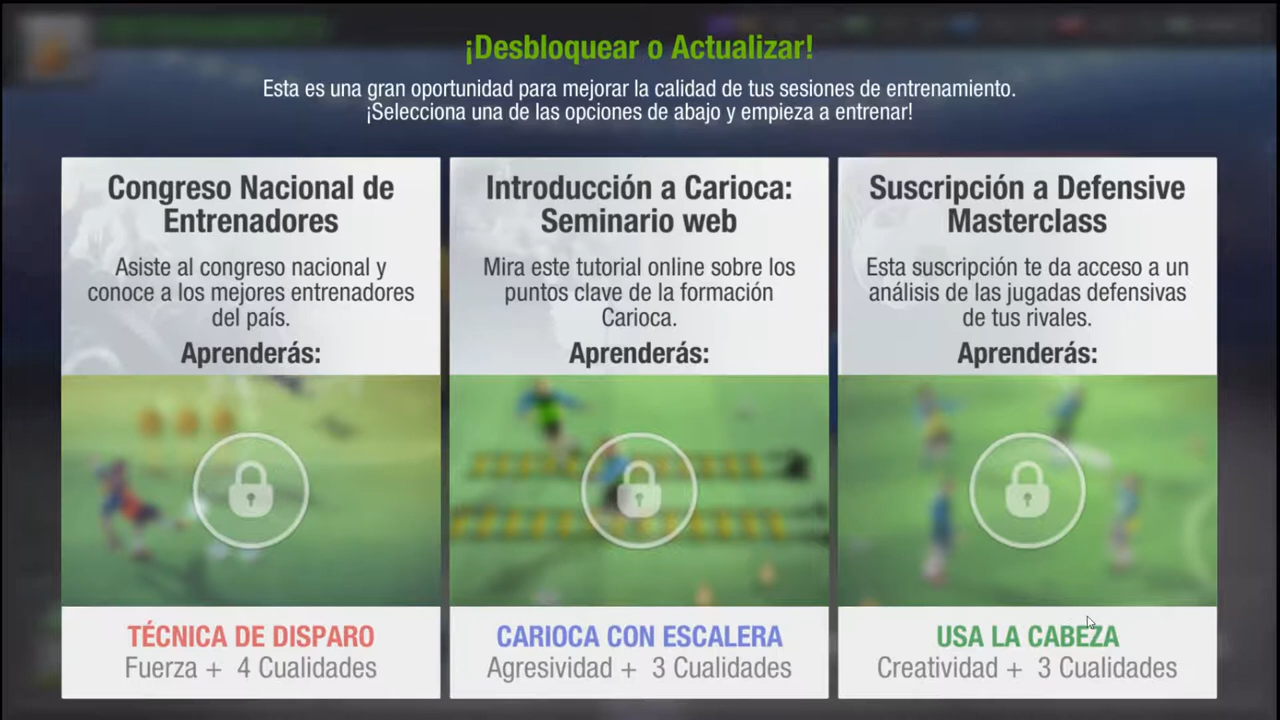 ¡Desbloquear o Actualizar!
Esta es una gran oportunidad para mejorar la calidad de tus sesiones de entrenamiento.
¡Selecciona una de las opciones de abajo y empieza a entrenar!
Congreso Nacional de
Entrenadores
Asiste al congreso nacional y
conoce a los mejores entrenadores
del país.
Aprenderás:
TÉCNICA DE DISPARO
Fuerza + 4 Cualidades
Introducción a Carioca:
Seminario web
Mira este tutorial online sobre los
puntos clave de la formación
Carioca.
Aprenderás:
CARIOCA CON ESCALERA
Agresividad + 3 Cualidades
Suscripción a Defensive
Masterclass
Esta suscripción te da acceso a un
análisis de las jugadas defensivas
de tus rivales.
Aprenderás:
USA LA CABEZA
Creatividad + 3 Cualidades